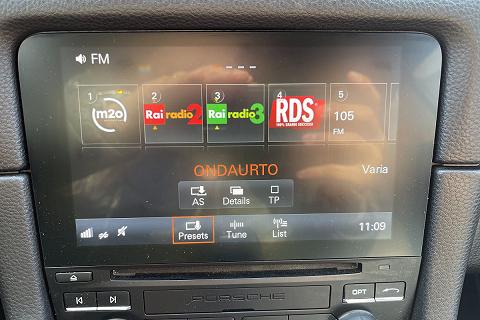 FM
1 2 3 4 5
m2o Rai radio 2 Rai radio 3 RDS 105
100% GRANDI SUCCESSI FM
ONDAURTO Varia
AS Details TP
Presets Tune List 11:09
PORSCHE OPT